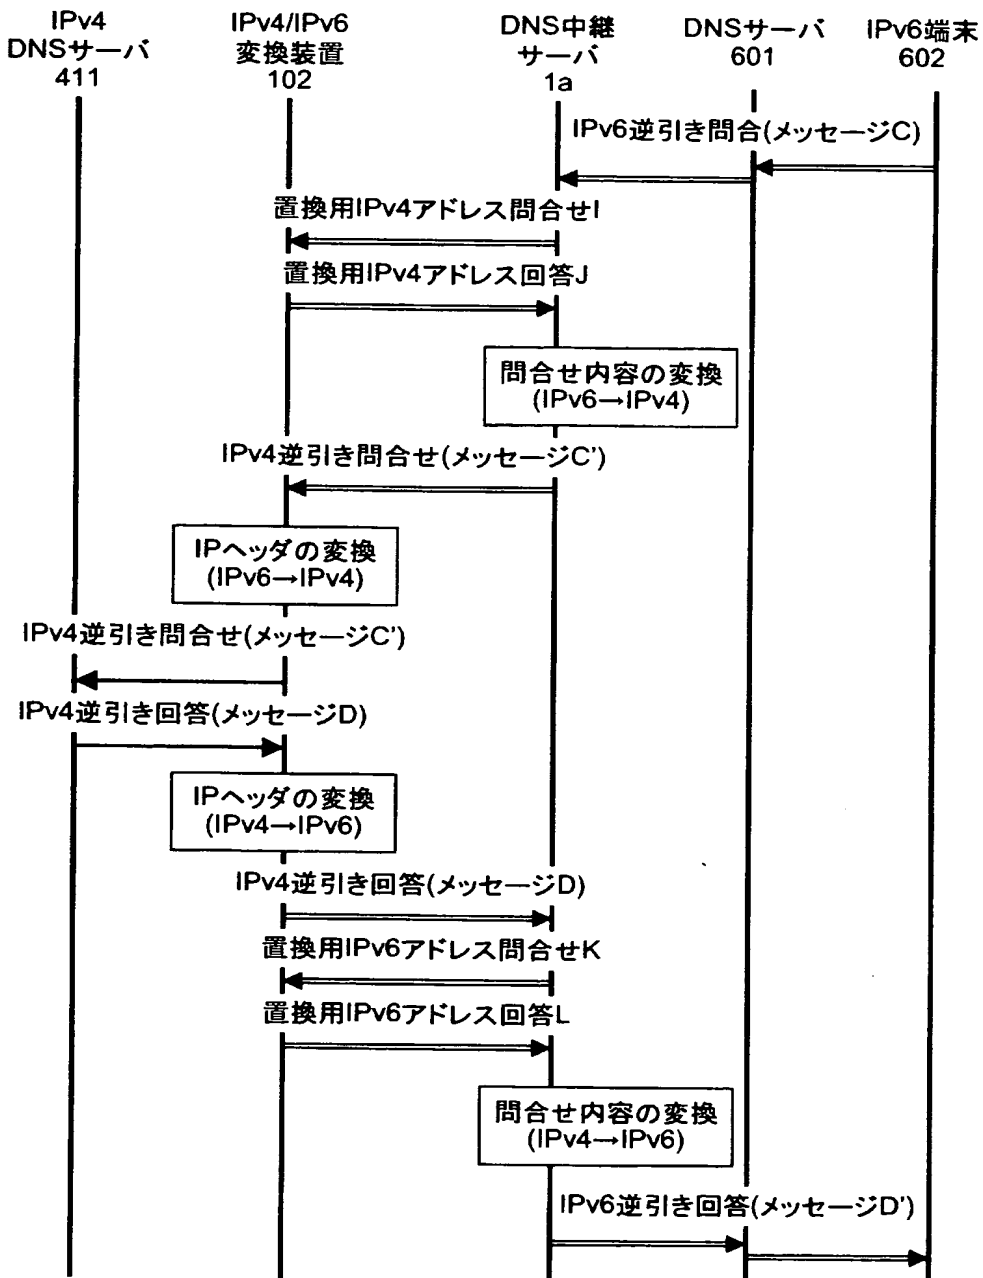 IPv4
DNSサーバ
411
IPv4/IPv6
変換装置
102
DNS中継
サーバ
1a
DNSサーバ
601
IPv6端末
602
IPv6逆引き問合(メッセージC)
置換用IPv4アドレス問合せI
置換用IPv4アドレス回答J
問合せ内容の変換
(IPv6→IPv4)
IPv4逆引き問合せ(メッセージC')
IPヘッダの変換
(IPv6→IPv4)
IPv4逆引き問合せ(メッセージC')
IPv4逆引き回答(メッセージD)
IPヘッダの変換
(IPv4→IPv6)
IPv4逆引き回答(メッセージD)
置換用IPv6アドレス問合せK
置換用IPv6アドレス回答L
問合せ内容の変換
(IPv4→IPv6)
IPv6逆引き回答(メッセージD')